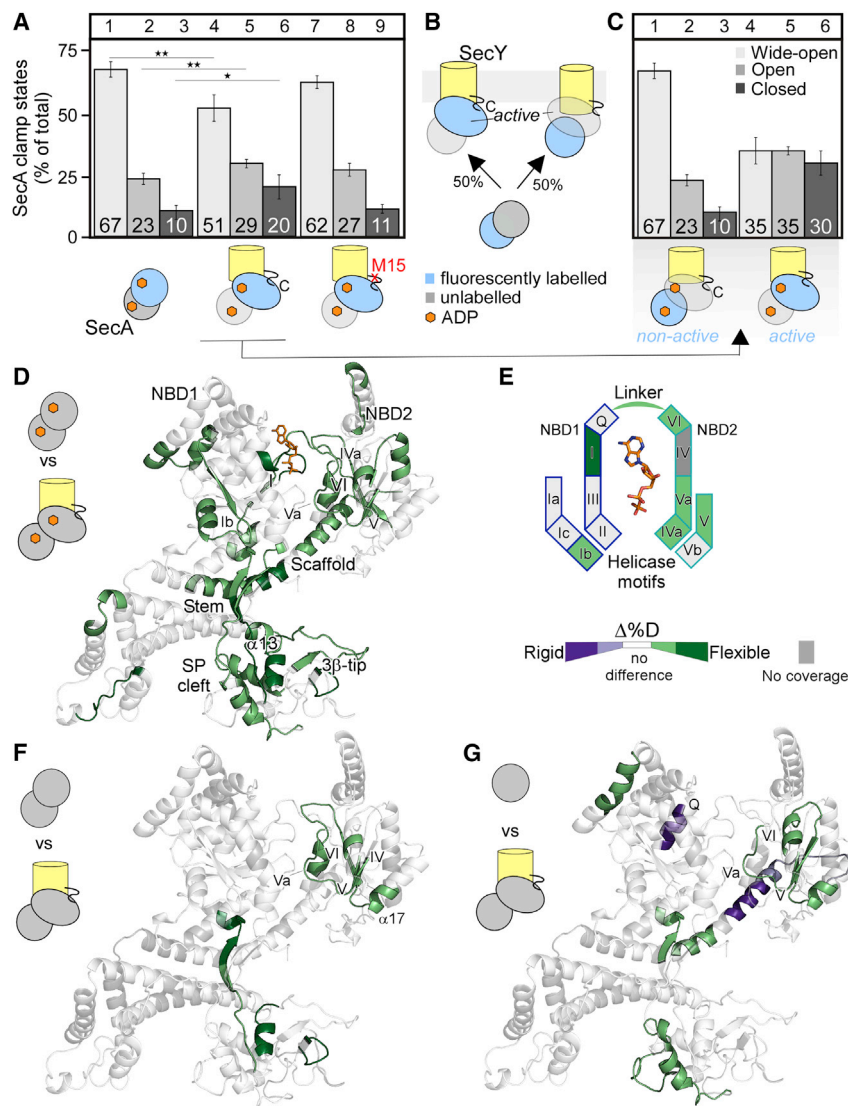 A
1 2 3 4 5 6 7 8 9
SecA clamp states
(% of total)
75
50
25
0
★★
★★
★
67 23 10 51 29 20 62 27 11
SecA
C
M15
B
SecY
C
active
50% 50%
fluorescently labelled
unlabelled
ADP
C
1 2 3 4 5 6
Wide-open
Open
Closed
67 23 10 35 35 30
C
non-active active
D
vs
NBD1
NBD2
I
IVa
VI
Va
V
Ib
Scaffold
Stem
α13
3β-tip
SP
cleft
E
Linker
Q VI
NBD1 NBD2
I IV
Ia III Va V
Ic II IVa Vb
Ib
Helicase
motifs
Δ%D
Rigid Flexible
no
difference
No coverage
F
vs
VI IV
Va
V
α17
G
vs
Q
VI
Va
V